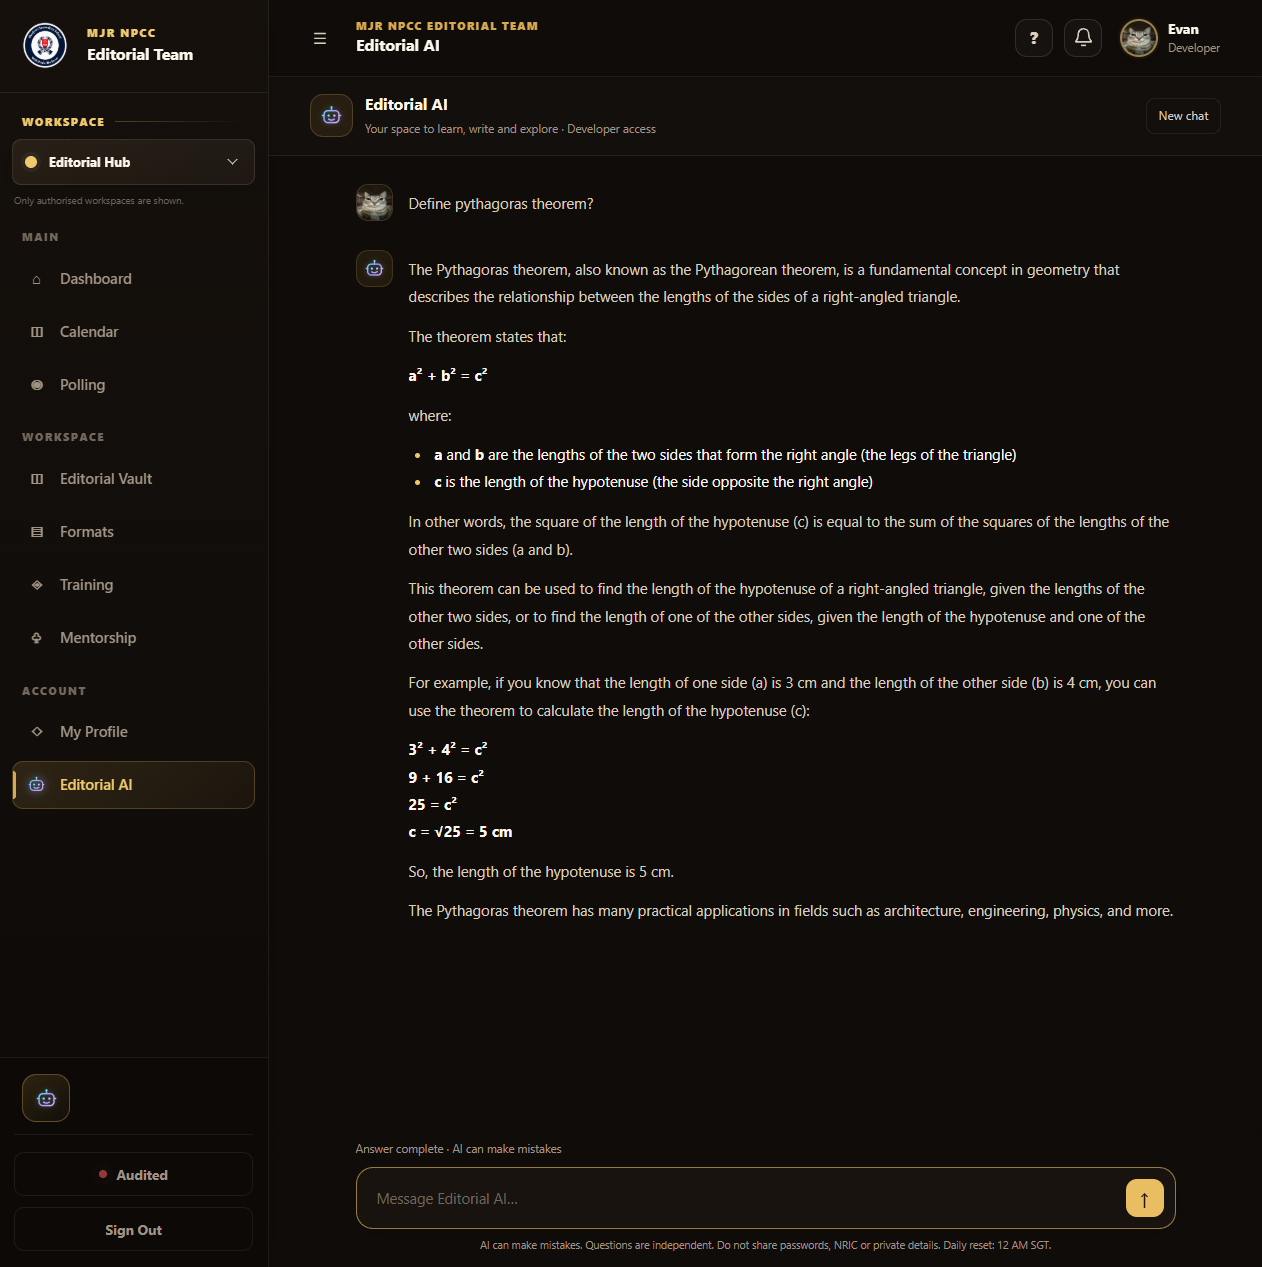 MJR NPCC
Editorial Team
WORKSPACE
Editorial Hub
Only authorised workspaces are shown.
MAIN
Dashboard
Calendar
Polling
WORKSPACE
Editorial Vault
Formats
Training
Mentorship
ACCOUNT
My Profile
Editorial AI
Audited
Sign Out
MJR NPCC EDITORIAL TEAM
Editorial AI
?
Evan
Developer
Editorial AI
Your space to learn, write and explore · Developer access
New chat
Define pythagoras theorem?
The Pythagoras theorem, also known as the Pythagorean theorem, is a fundamental concept in geometry that
describes the relationship between the lengths of the sides of a right-angled triangle.
The theorem states that:
a² + b² = c²
where:
• a and b are the lengths of the two sides that form the right angle (the legs of the triangle)
• c is the length of the hypotenuse (the side opposite the right angle)
In other words, the square of the length of the hypotenuse (c) is equal to the sum of the squares of the lengths of the
other two sides (a and b).
This theorem can be used to find the length of the hypotenuse of a right-angled triangle, given the lengths of the
other two sides, or to find the length of one of the other sides, given the length of the hypotenuse and one of the
other sides.
For example, if you know that the length of one side (a) is 3 cm and the length of the other side (b) is 4 cm, you can
use the theorem to calculate the length of the hypotenuse (c):
3² + 4² = c²
9 + 16 = c²
25 = c²
c = √25 = 5 cm
So, the length of the hypotenuse is 5 cm.
The Pythagoras theorem has many practical applications in fields such as architecture, engineering, physics, and more.
Answer complete · AI can make mistakes
Message Editorial AI...
AI can make mistakes. Questions are independent. Do not share passwords, NRIC or private details. Daily reset: 12 AM SGT.